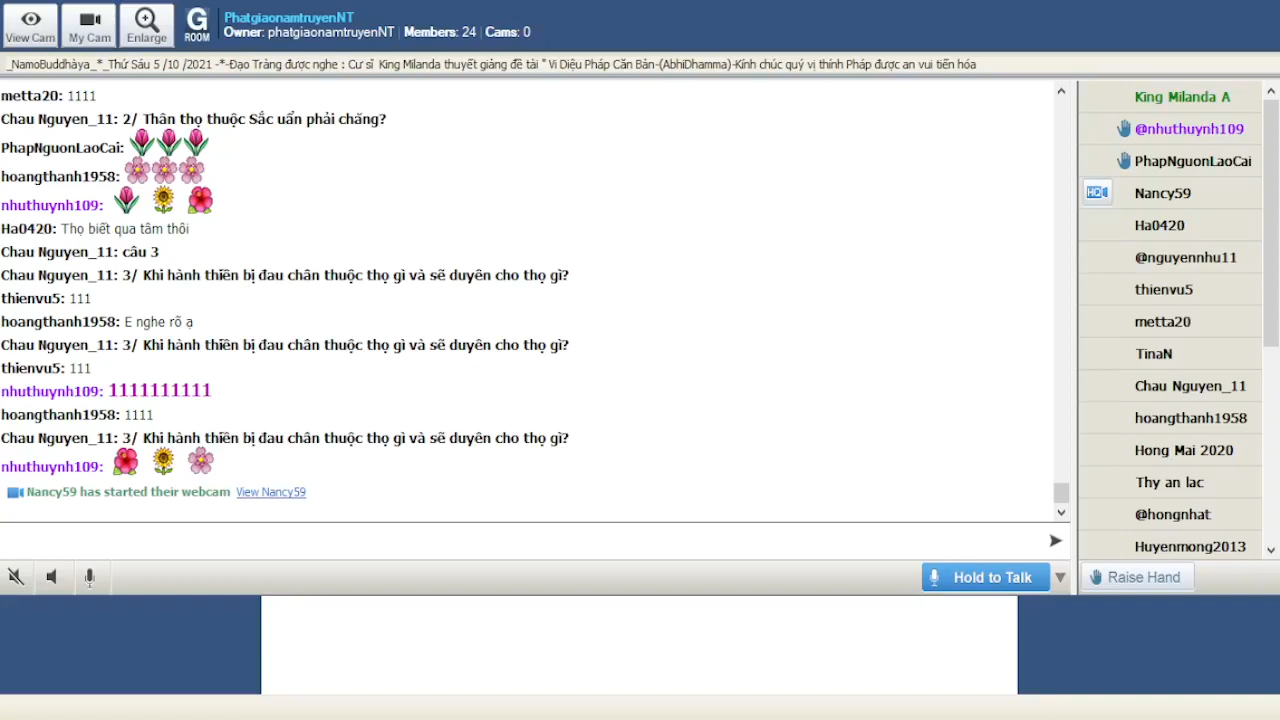 View Cam
My Cam
Enlarge
G
ROOM
PhatgiaonamtruyenNT
Owner: phatgiaonamtruyenNT | Members: 24 | Cams: 0
_NamoBuddhàya_*_Thứ Sáu 5 /10 /2021 -*-Đạo Tràng được nghe : Cư sĩ King Milanda thuyết giảng đề tài " Vi Diệu Pháp Căn Bản-(AbhiDhamma)-Kính chúc quý vị thính Pháp được an vui tiến hóa
metta20: 1111
Chau Nguyen_11: 2/ Thân thọ thuộc Sắc uẩn phải chăng?
PhapNguonLaoCai:
hoangthanh1958:
nhuthuynh109:
Ha0420: Thọ biết qua tâm thôi
Chau Nguyen_11: câu 3
Chau Nguyen_11: 3/ Khi hành thiền bị đau chân thuộc thọ gì và sẽ duyên cho thọ gì?
thienvu5: 111
hoangthanh1958: E nghe rõ ạ
Chau Nguyen_11: 3/ Khi hành thiền bị đau chân thuộc thọ gì và sẽ duyên cho thọ gì?
thienvu5: 111
nhuthuynh109: 1111111111
hoangthanh1958: 1111
Chau Nguyen_11: 3/ Khi hành thiền bị đau chân thuộc thọ gì và sẽ duyên cho thọ gì?
nhuthuynh109:
Nancy59 has started their webcam View Nancy59
Hold to Talk
King Milanda A
@nhuthuynh109
PhapNguonLaoCai
HD
Nancy59
Ha0420
@nguyennhu11
thienvu5
metta20
TinaN
Chau Nguyen_11
hoangthanh1958
Hong Mai 2020
Thy an lac
@hongnhat
Huyenmong2013
Raise Hand